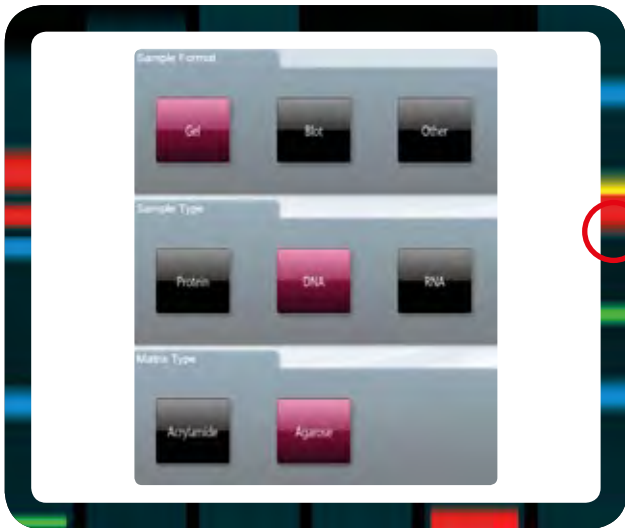 Sample Format
Gel Blot Other
Sample Type
Protein DNA RNA
Matrix Type
Acrylamide Agarose